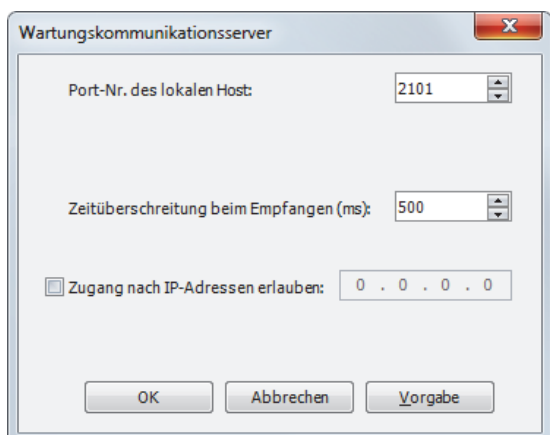 Wartungskommunikationsserver
Port-Nr. des lokalen Host: 2101
Zeitüberschreitung beim Empfangen (ms): 500
Zugang nach IP-Adressen erlauben: 0 . 0 . 0 . 0
OK Abbrechen Vorgabe